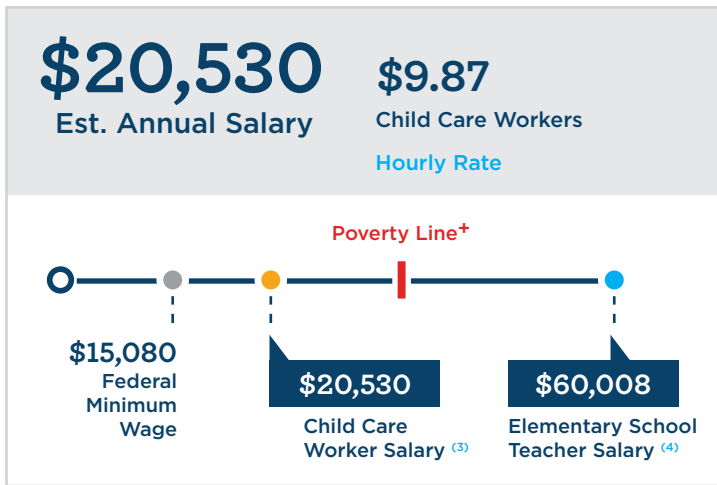 $20,530
Est. Annual Salary
$9.87
Child Care Workers
Hourly Rate
Poverty Line+
$15,080
Federal
Minimum
Wage
$20,530
Child Care
Worker Salary (3)
$60,008
Elementary School
Teacher Salary (4)